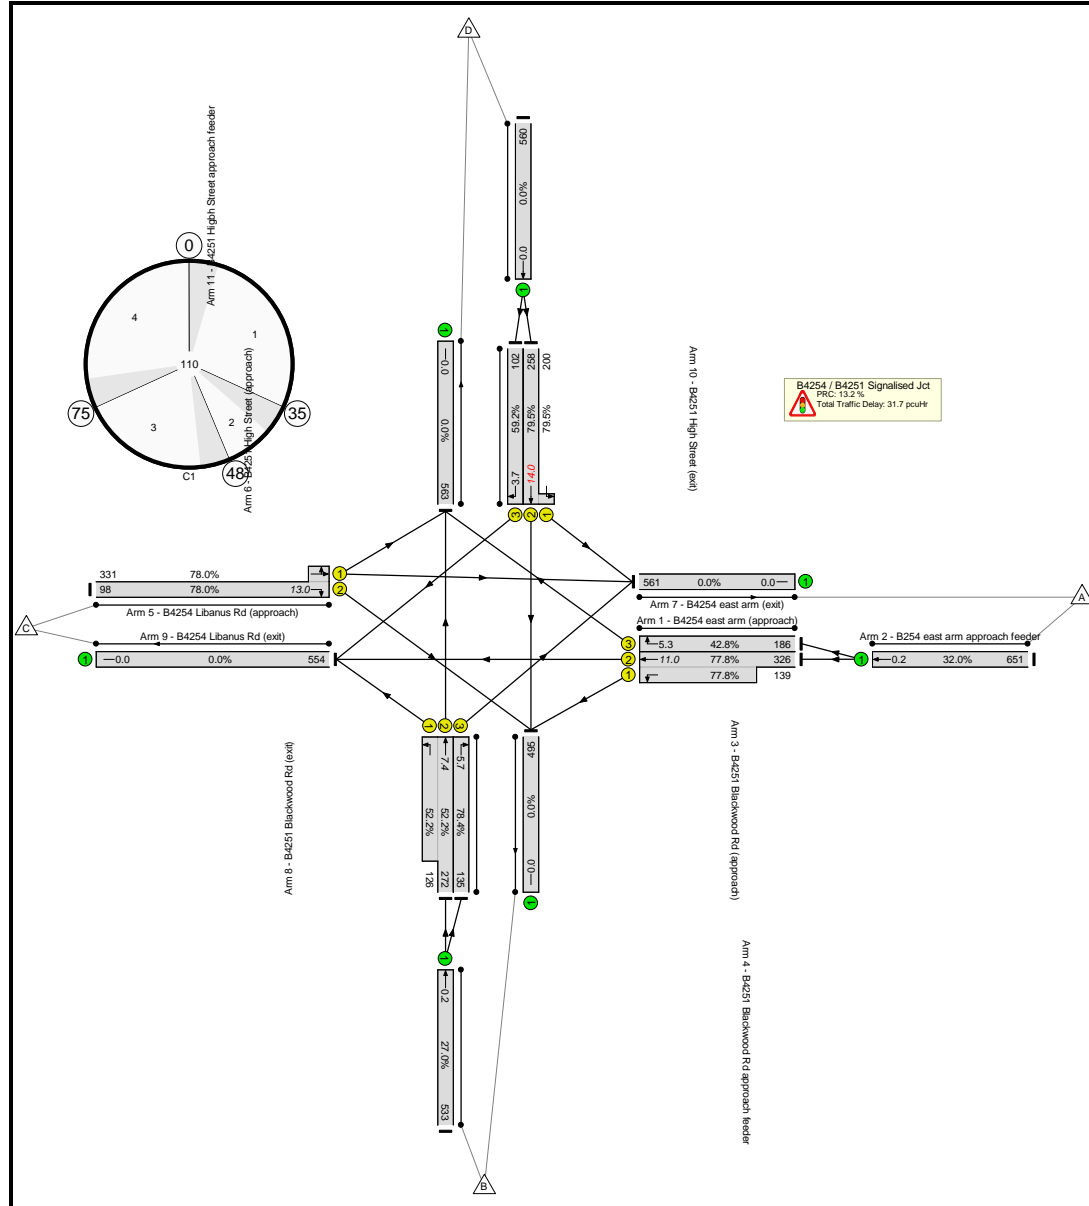 D
560
0.0%
0.0
1
Arm 11 - B4251 Higbh Street approach feeder
0
4
1
110
75
35
3
2
48
C1
Arm 6 - B4251 High Street (approach)
1
0.0
0.0%
563
102
258
200
59.2%
79.5%
79.5%
3.7
14.0
3
2
1
Arm 10 - B4251 High Street (exit)
B4254 / B4251 Signalised Jct
PRC: 13.2 %
Total Traffic Delay: 31.7 pcuHr
331 78.0%
98 78.0% 13.0
1
2
Arm 5 - B4254 Libanus Rd (approach)
C
Arm 9 - B4254 Libanus Rd (exit)
1
0.0 0.0% 554
561 0.0% 0.0
1
Arm 7 - B4254 east arm (exit)
A
Arm 1 - B4254 east arm (approach)
Arm 2 - B254 east arm approach feeder
3
5.3 42.8% 186
2
11.0 77.8% 326
1
77.8% 139
1
0.2 32.0% 651
1
2
3
7.4
5.7
52.2%
52.2%
78.4%
126
272
135
495
0.0%
0.0
1
Arm 8 - B4251 Blackwood Rd (exit)
Arm 3 - B4251 Blackwood Rd (approach)
Arm 4 - B4251 Blackwood Rd approach feeder
1
0.2
27.0%
533
B